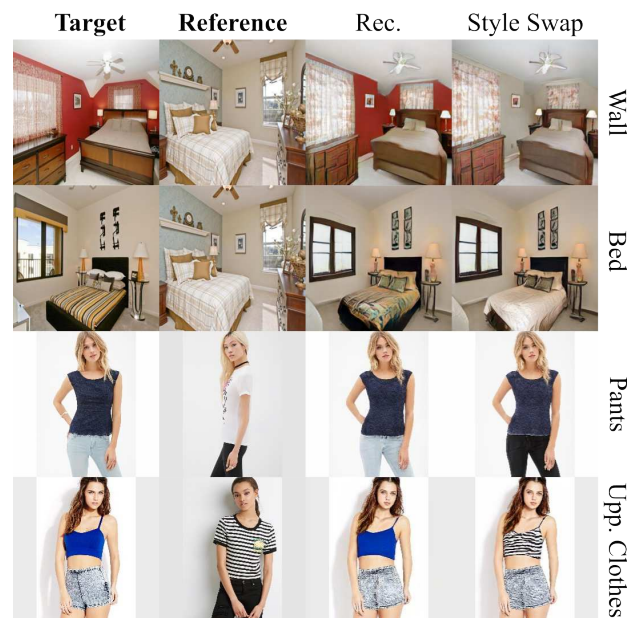 Target
Reference
Rec.
Style Swap
Wall
Bed
Pants
Upp. Clothes